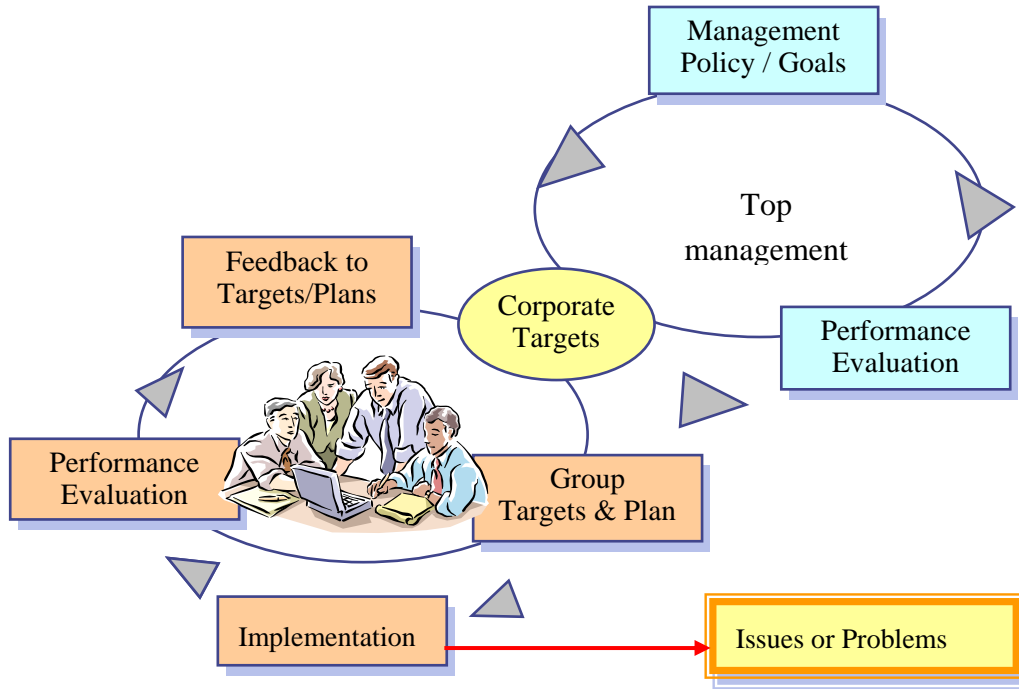 Management
Policy / Goals
Top
management
Feedback to
Targets/Plans
Corporate
Targets
Performance
Evaluation
Performance
Evaluation
Group
Targets & Plan
Implementation
Issues or Problems